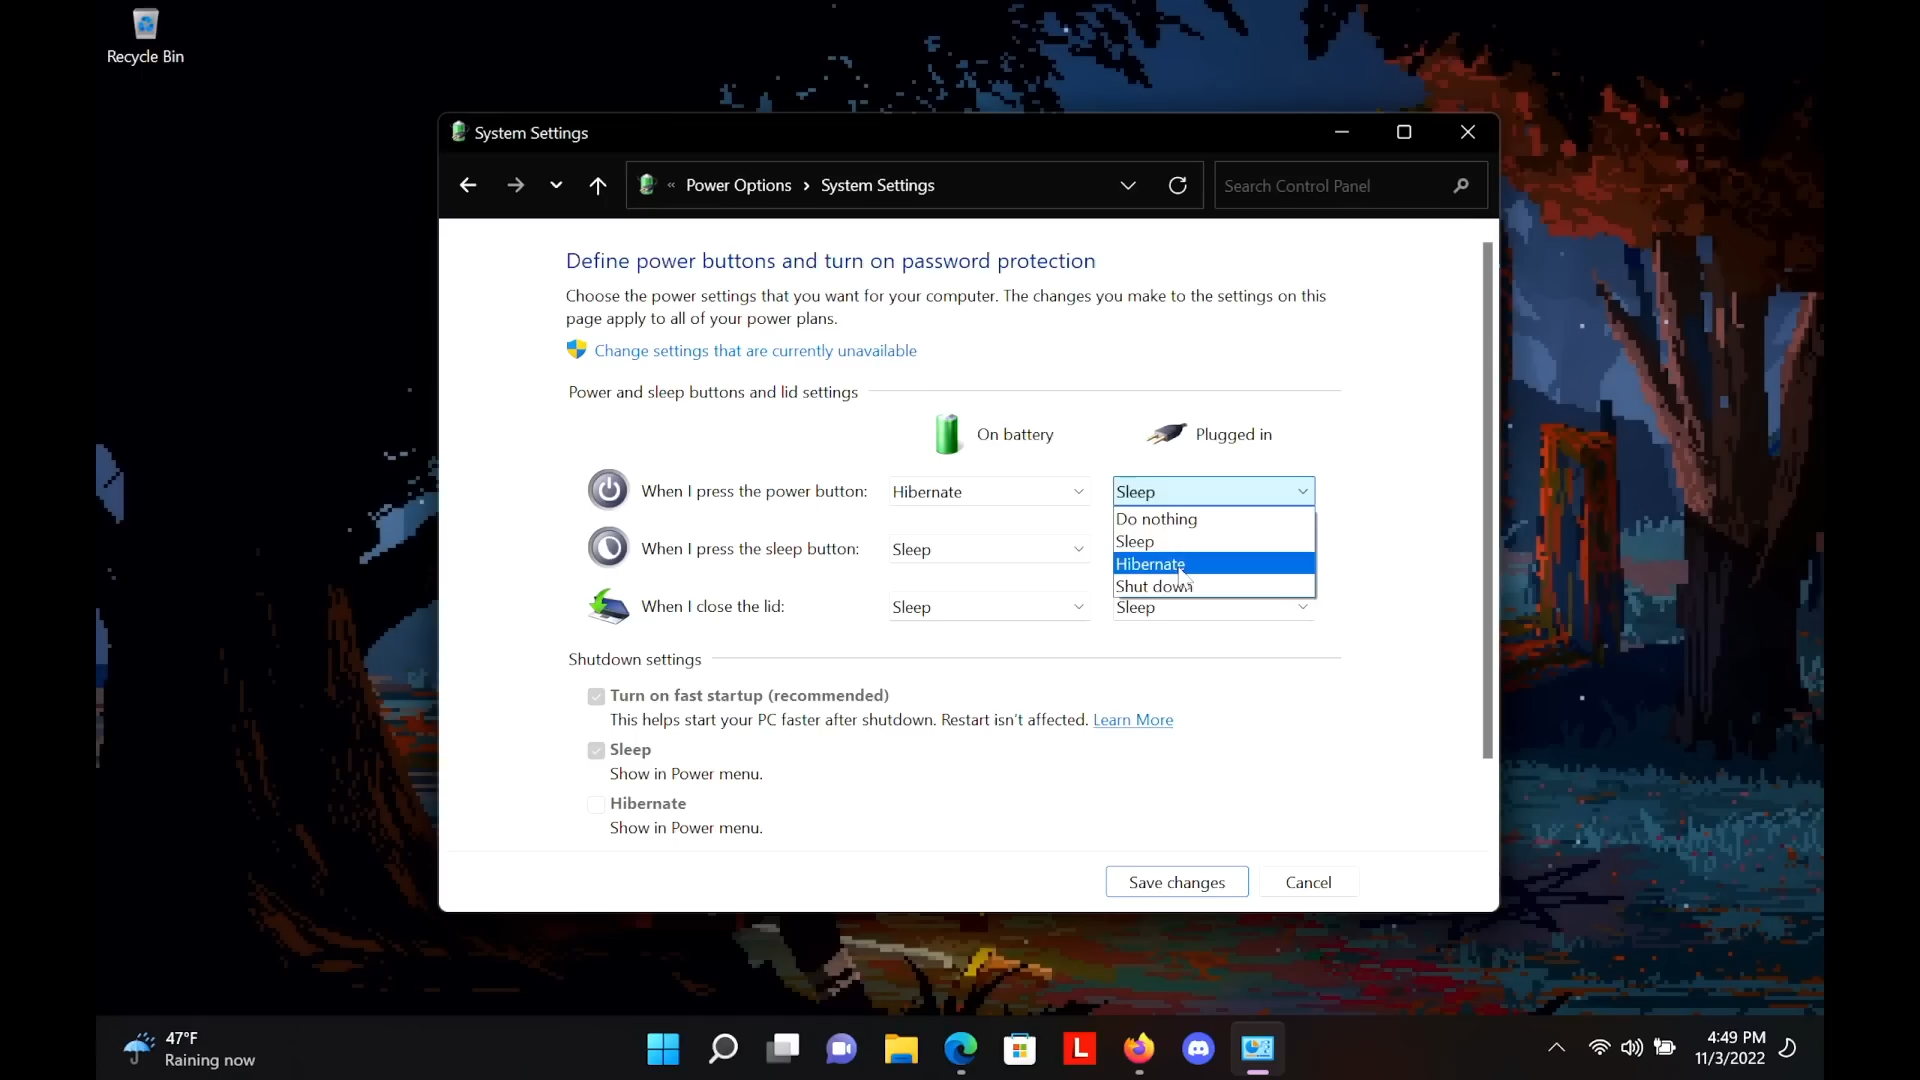 Recycle Bin
System Settings
« Power Options › System Settings
Search Control Panel
Define power buttons and turn on password protection
Choose the power settings that you want for your computer. The changes you make to the settings on this
page apply to all of your power plans.
Change settings that are currently unavailable
Power and sleep buttons and lid settings
On battery Plugged in
When I press the power button: Hibernate Sleep
Do nothing
Sleep
Hibernate
Shut down
When I press the sleep button: Sleep
When I close the lid: Sleep Sleep
Shutdown settings
Turn on fast startup (recommended)
This helps start your PC faster after shutdown. Restart isn't affected. Learn More
Sleep
Show in Power menu.
Hibernate
Show in Power menu.
Save changes Cancel
47°F
Raining now
L
4:49 PM
11/3/2022